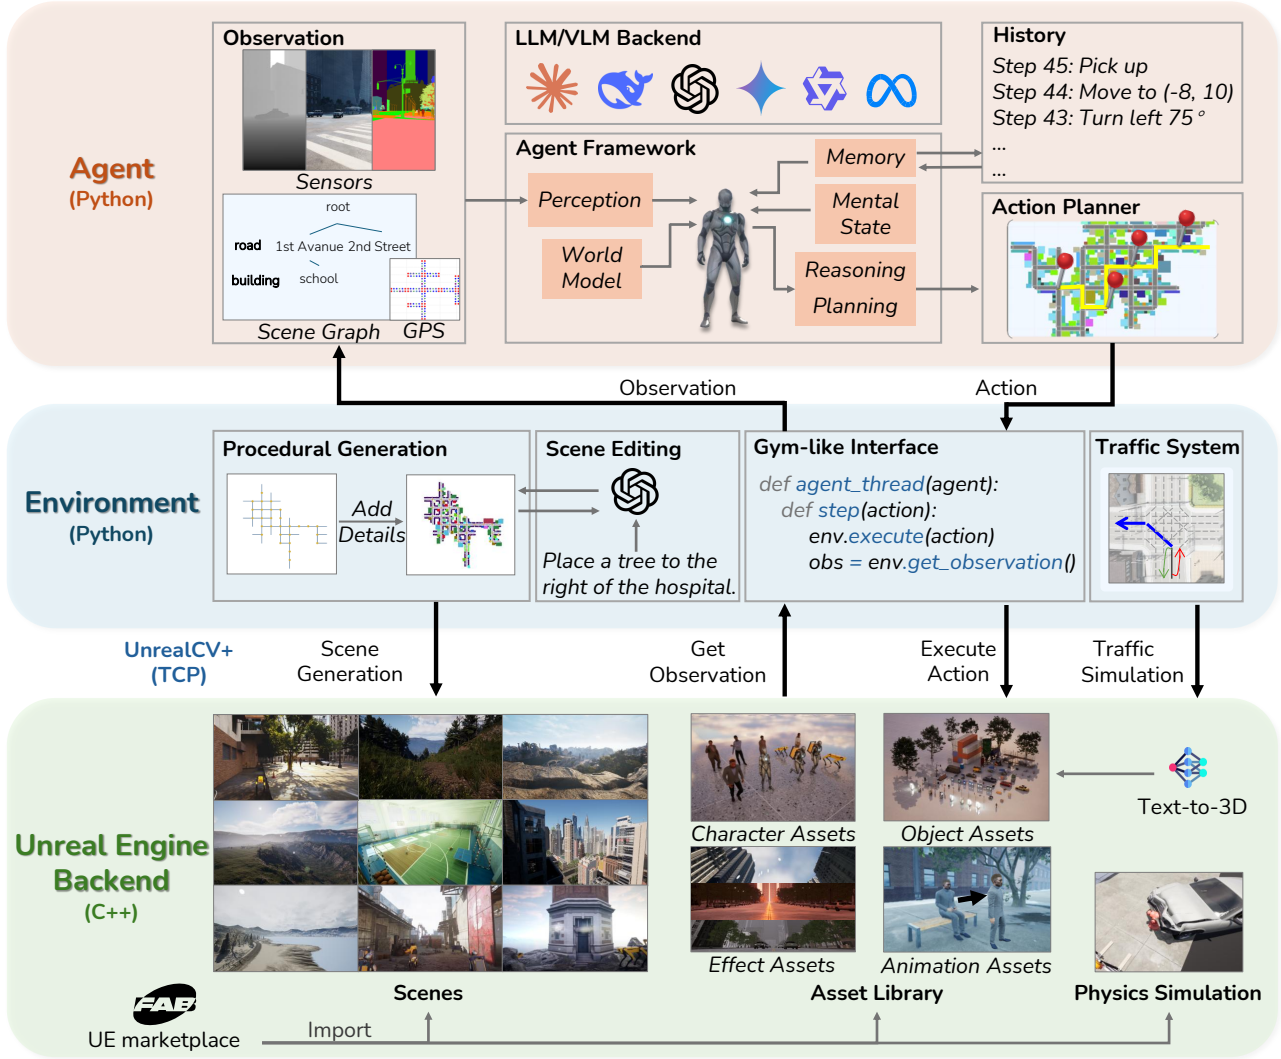 Agent
(Python)
Observation
Sensors
root
road
1st Avanue 2nd Street
building
school
Scene Graph
GPS
LLM/VLM Backend
Agent Framework
Perception
World
Model
Memory
Mental
State
Reasoning
Planning
History
Step 45: Pick up
Step 44: Move to (-8, 10)
Step 43: Turn left 75°
...
...
Action Planner
Observation
Action
Environment
(Python)
Procedural Generation
Add
Details
Scene Editing
Place a tree to the
right of the hospital.
Gym-like Interface
def agent_thread(agent):
def step(action):
env.execute(action)
obs = env.get_observation()
Traffic System
UnrealCV+
(TCP)
Scene
Generation
Get
Observation
Execute
Action
Traffic
Simulation
Unreal Engine
Backend
(C++)
Character Assets
Object Assets
Text-to-3D
Effect Assets
Animation Assets
Scenes
Asset Library
Physics Simulation
FAB
UE marketplace
Import